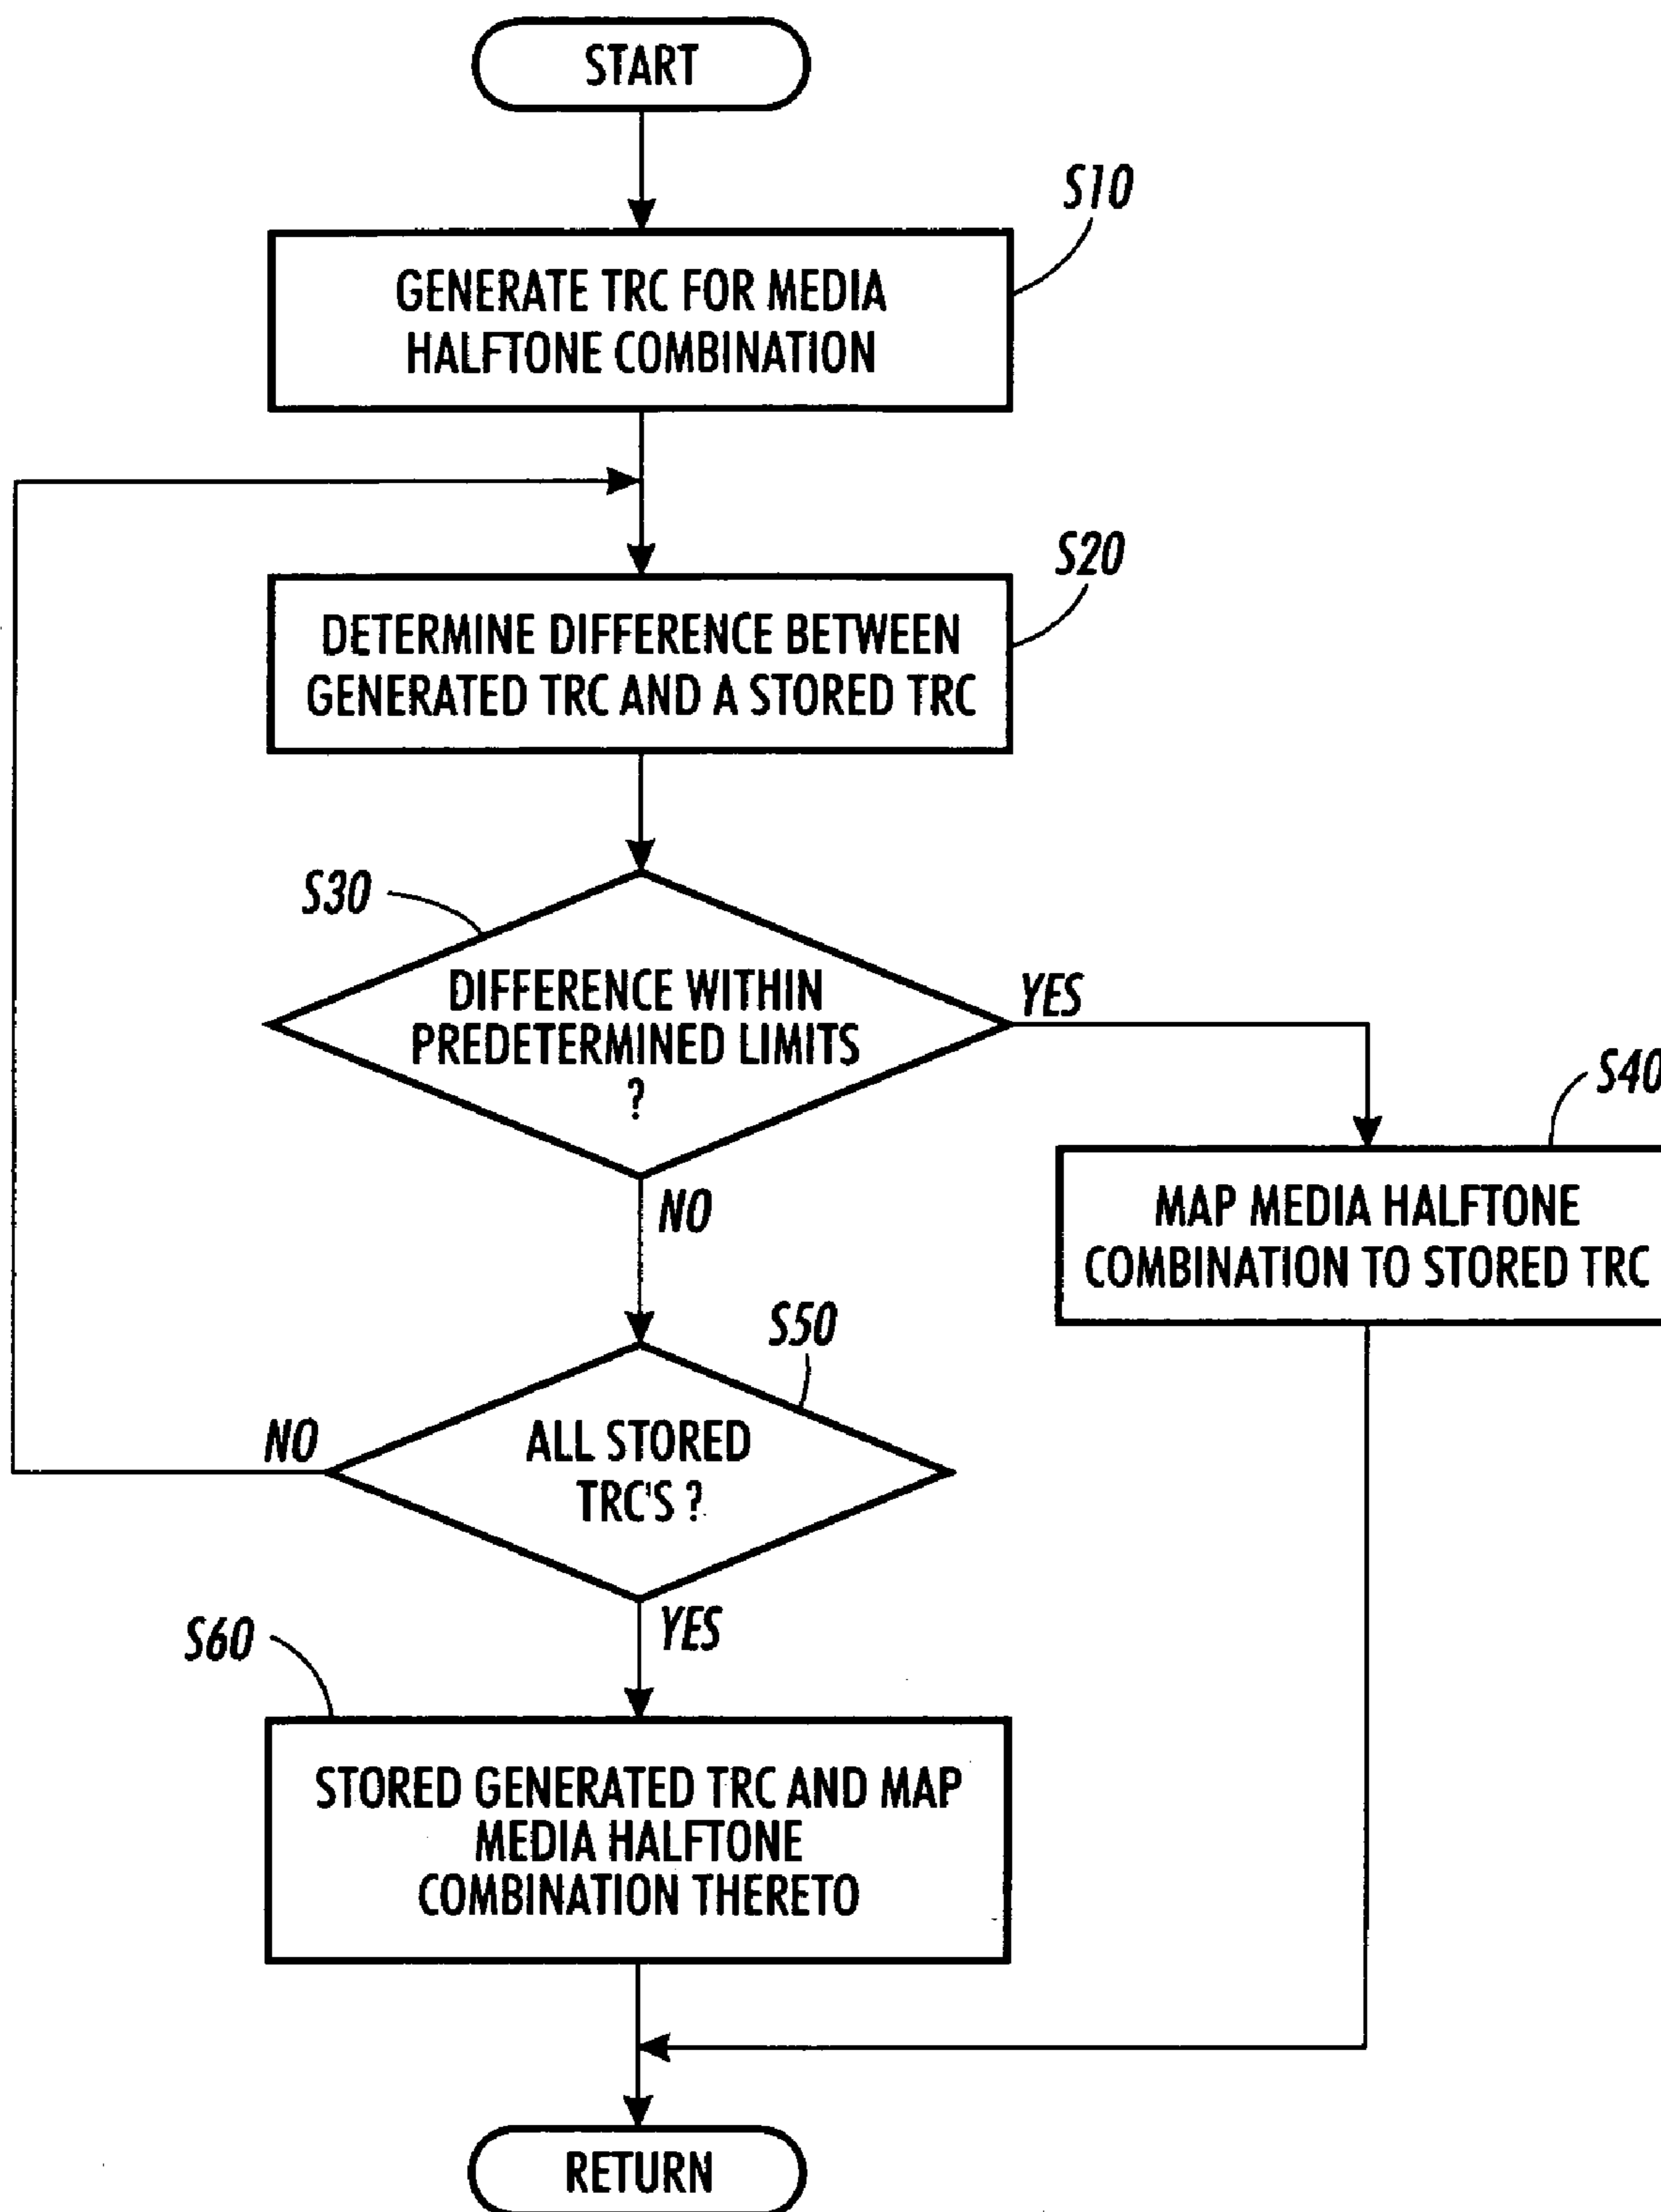 START
S10
GENERATE TRC FOR MEDIA
HALFTONE COMBINATION
S20
DETERMINE DIFFERENCE BETWEEN
GENERATED TRC AND A STORED TRC
S30
DIFFERENCE WITHIN
PREDETERMINED LIMITS
?
YES
NO
S40
MAP MEDIA HALFTONE
COMBINATION TO STORED TRC
S50
ALL STORED
TRC'S ?
NO
YES
S60
STORED GENERATED TRC AND MAP
MEDIA HALFTONE
COMBINATION THERETO
RETURN